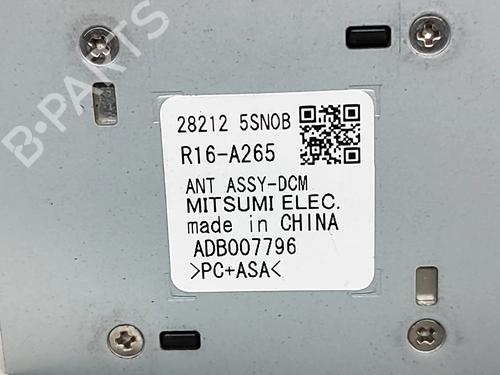 B-PARTS
28212 5SN0B
R16-A265
ANT ASSY-DCM
MITSUMI ELEC.
made in CHINA
ADB007796
>PC+ASA<